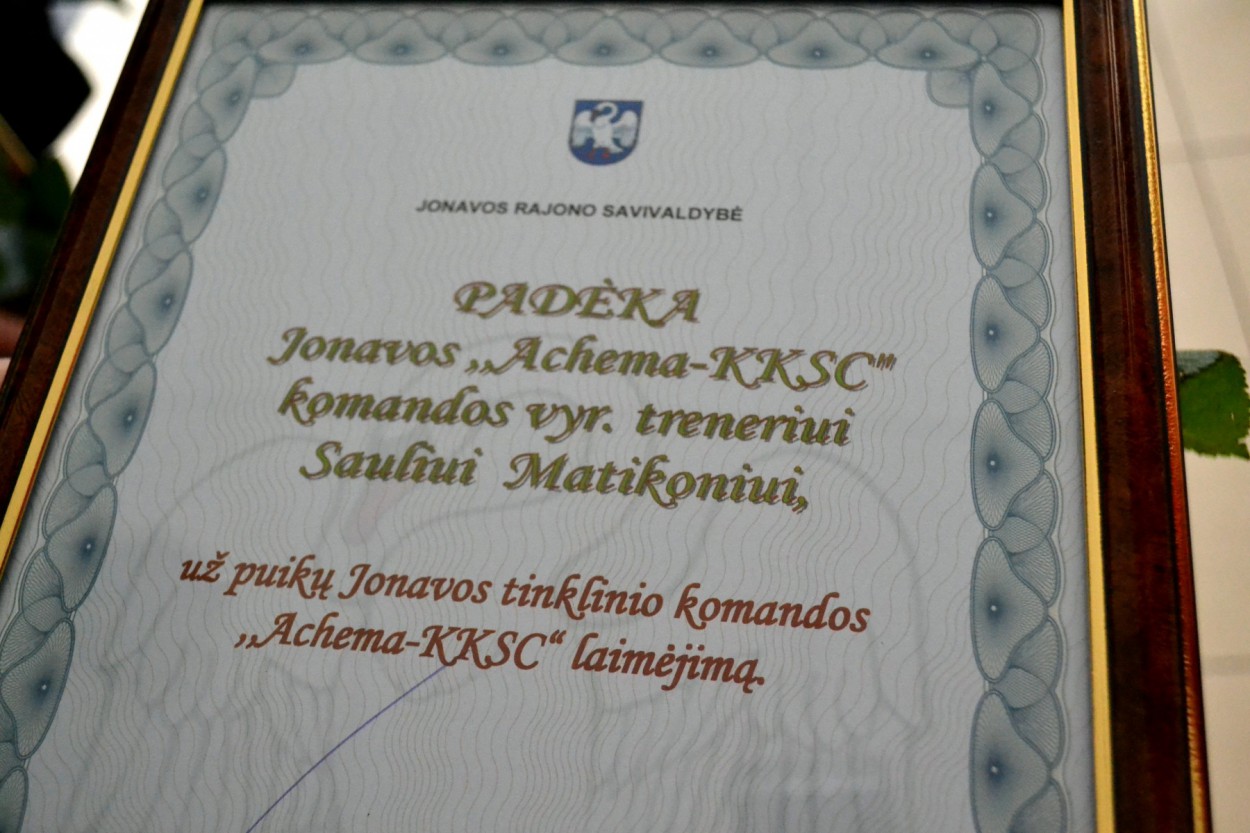 JONAVOS RAJONO SAVIVALDYBĖ
PADĖKA
Jonavos ,,Achema-KKSC"
komandos vyr. treneriui
Sauliui Matikoniui,
už puikų Jonavos tinklinio komandos
,,Achema-KKSC“ laimėjimą.